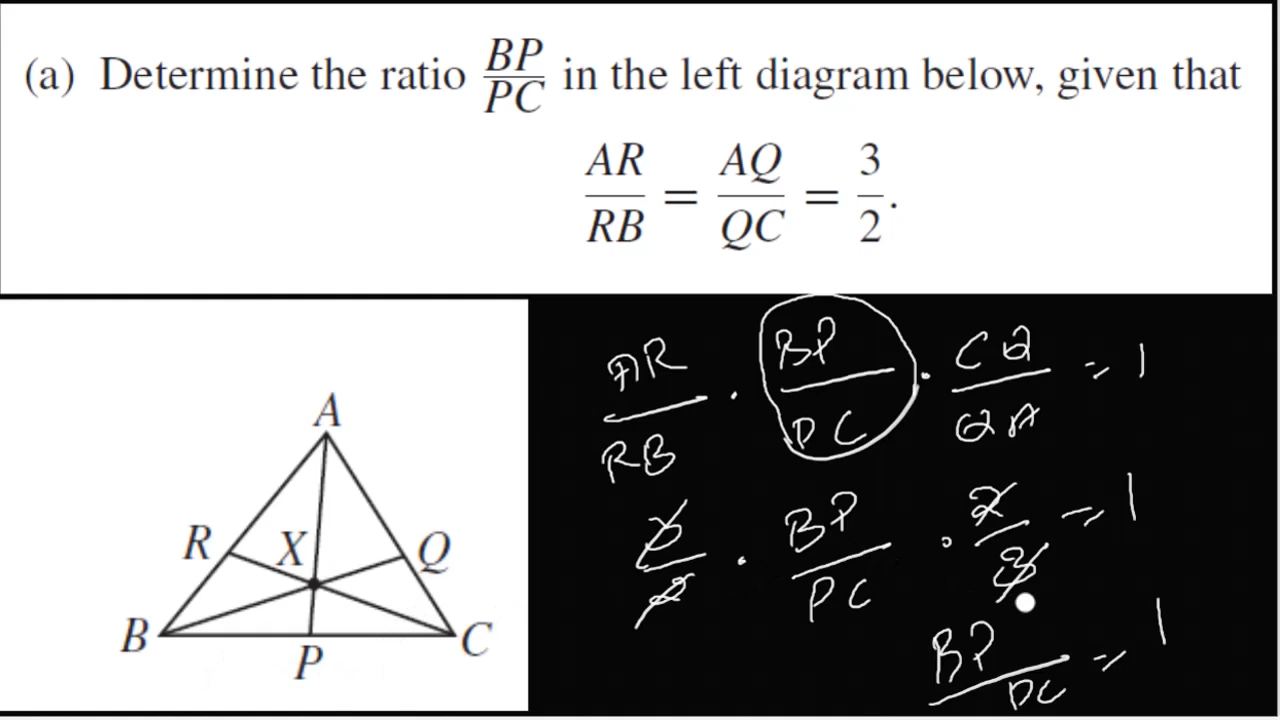 (a) Determine the ratio BP/PC in the left diagram below, given that
AR/RB = AQ/QC = 3/2.
A
R X Q
B P C
AR/RB · BP/PC · CQ/QA = 1
3/2 · BP/PC · 2/3 = 1
BP/PC = 1